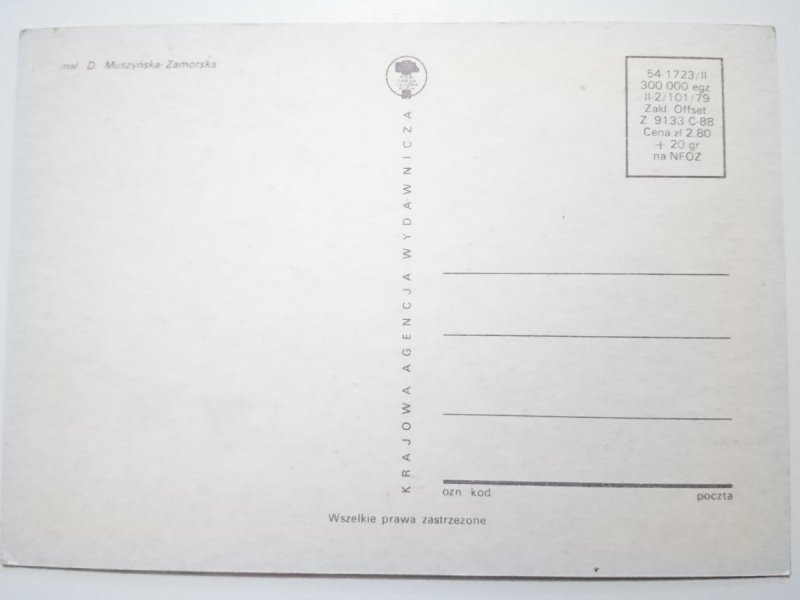 mal. D. Muszyńska-Zamorska
KRAJOWA AGENCJA WYDAWNICZA
54 1723/II
300 000 egz
II-2/101/79
Zakł. Offset
Z. 9133 C-88
Cena zł 2.80
+ 20 gr
na NFOZ
ozn. kod
poczta
Wszelkie prawa zastrzeżone